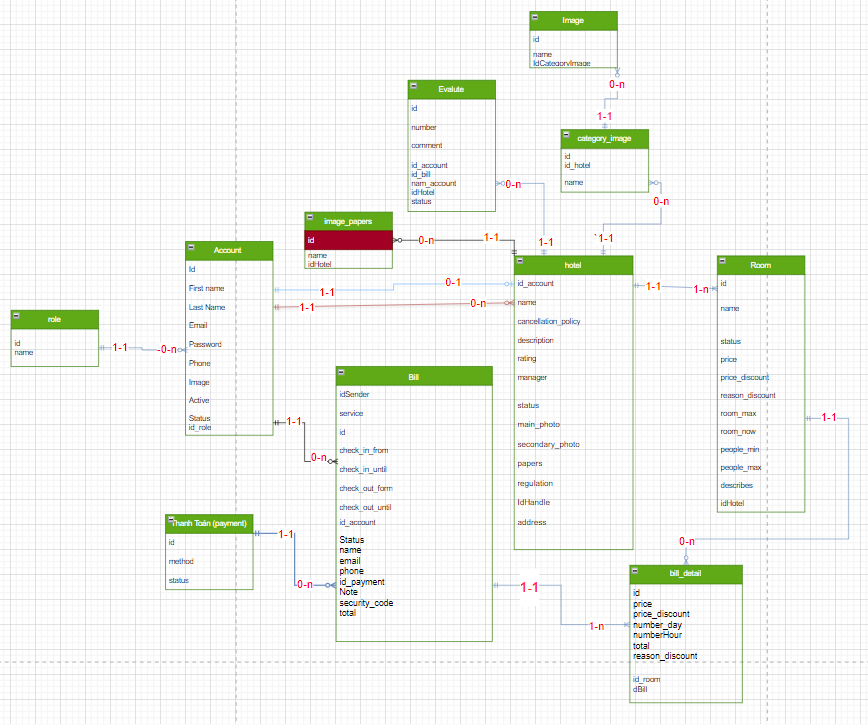 Image
id
name
IdCategoryImage
0-n
1-1
category_image
id
id_hotel
name
0-n
`1-1
Evalute
id
number
comment
id_account
id_bill
nam_account
idHotel
status
0-n
1-1
image_papers
id
name
idHotel
0-n
1-1
Account
Id
First name
Last Name
Email
Password
Phone
Image
Active
Status
id_role
1-1
0-1
1-1
0-n
role
id
name
1-1
-0-n
hotel
id_account
name
cancellation_policy
description
rating
manager
status
main_photo
secondary_photo
papers
regulation
IdHandle
address
1-1
1-n
Room
id
name
status
price
price_discount
reason_discount
room_max
room_now
people_min
people_max
describes
idHotel
1-1
0-n
Bill
idSender
service
id
check_in_from
check_in_until
check_out_form
check_out_until
id_account
Status
name
email
phone
id_payment
Note
security_code
total
1-1
0-n
Thanh Toán (payment)
id
method
status
1-1
0-n
1-1
1-n
bill_detail
id
price
price_discount
number_day
numberHour
total
reason_discount
id_room
dBill